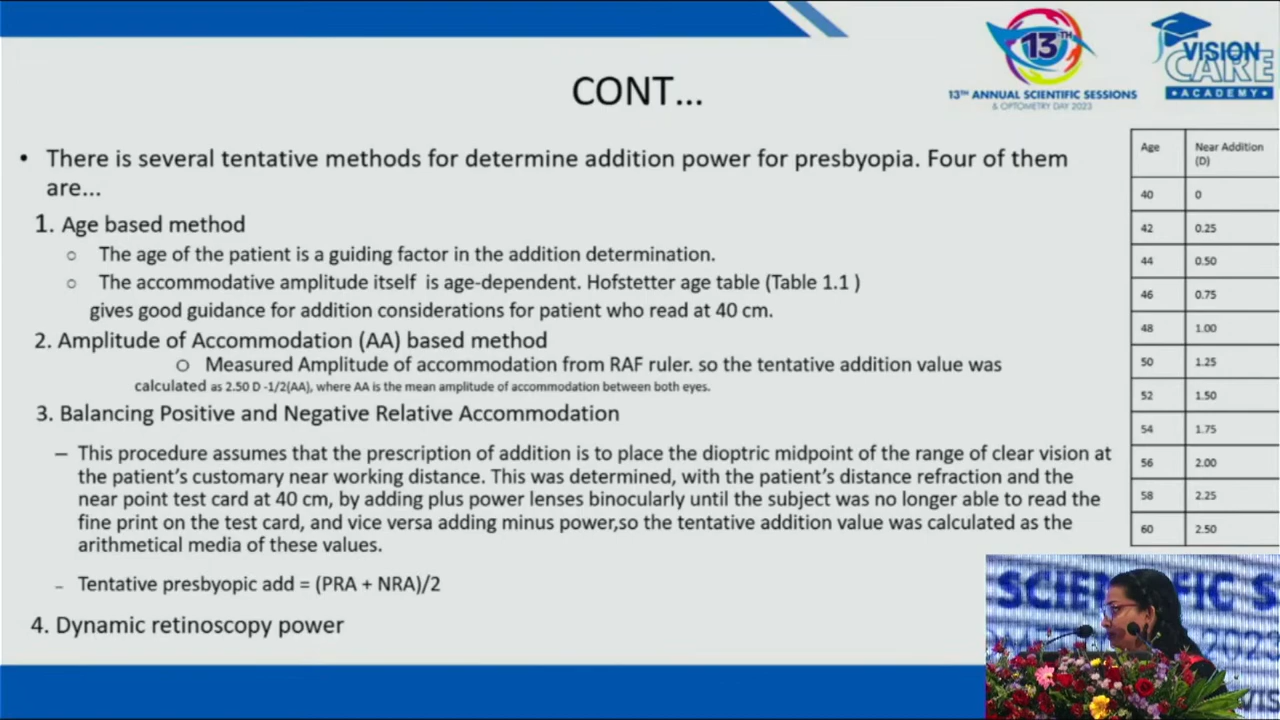 13TH
13TH ANNUAL SCIENTIFIC SESSIONS
& OPTOMETRY DAY 2023
VISION
CARE
• ACADEMY •
CONT...
• There is several tentative methods for determine addition power for presbyopia. Four of them
are...
1. Age based method
○ The age of the patient is a guiding factor in the addition determination.
○ The accommodative amplitude itself is age-dependent. Hofstetter age table (Table 1.1 )
gives good guidance for addition considerations for patient who read at 40 cm.
2. Amplitude of Accommodation (AA) based method
○ Measured Amplitude of accommodation from RAF ruler. so the tentative addition value was
calculated as 2.50 D -1/2(AA), where AA is the mean amplitude of accommodation between both eyes.
3. Balancing Positive and Negative Relative Accommodation
– This procedure assumes that the prescription of addition is to place the dioptric midpoint of the range of clear vision at
the patient's customary near working distance. This was determined, with the patient's distance refraction and the
near point test card at 40 cm, by adding plus power lenses binocularly until the subject was no longer able to read the
fine print on the test card, and vice versa adding minus power,so the tentative addition value was calculated as the
arithmetical media of these values.
– Tentative presbyopic add = (PRA + NRA)/2
4. Dynamic retinoscopy power
Age Near Addition
(D)
40 0
42 0.25
44 0.50
46 0.75
48 1.00
50 1.25
52 1.50
54 1.75
56 2.00
58 2.25
60 2.50
SCIENTIFIC S
2023